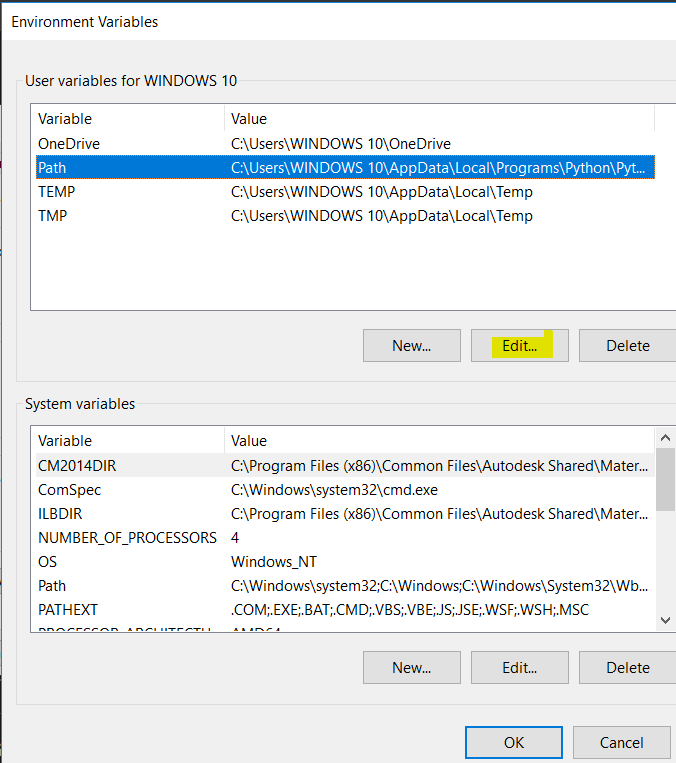 Environment Variables
User variables for WINDOWS 10
Variable Value
OneDrive C:\Users\WINDOWS 10\OneDrive
Path C:\Users\WINDOWS 10\AppData\Local\Programs\Python\Pyt...
TEMP C:\Users\WINDOWS 10\AppData\Local\Temp
TMP C:\Users\WINDOWS 10\AppData\Local\Temp
New... Edit... Delete
System variables
Variable Value
CM2014DIR C:\Program Files (x86)\Common Files\Autodesk Shared\Mater...
ComSpec C:\Windows\system32\cmd.exe
ILBDIR C:\Program Files (x86)\Common Files\Autodesk Shared\Mater...
NUMBER_OF_PROCESSORS 4
OS Windows_NT
Path C:\Windows\system32;C:\Windows;C:\Windows\System32\Wb...
PATHEXT .COM;.EXE;.BAT;.CMD;.VBS;.VBE;.JS;.JSE;.WSF;.WSH;.MSC
PROCESSOR_ARCHITECTU AMD64
New... Edit... Delete
OK Cancel